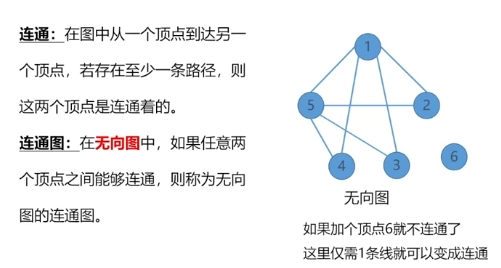 连通：在图中从一个顶点到达另一
个顶点，若存在至少一条路径，则
这两个顶点是连通着的。
连通图：在无向图中，如果任意两
个顶点之间能够连通，则称为无向
图的连通图。
1
5
2
4
3
6
无向图
如果加个顶点6就不连通了
这里仅需1条线就可以变成连通